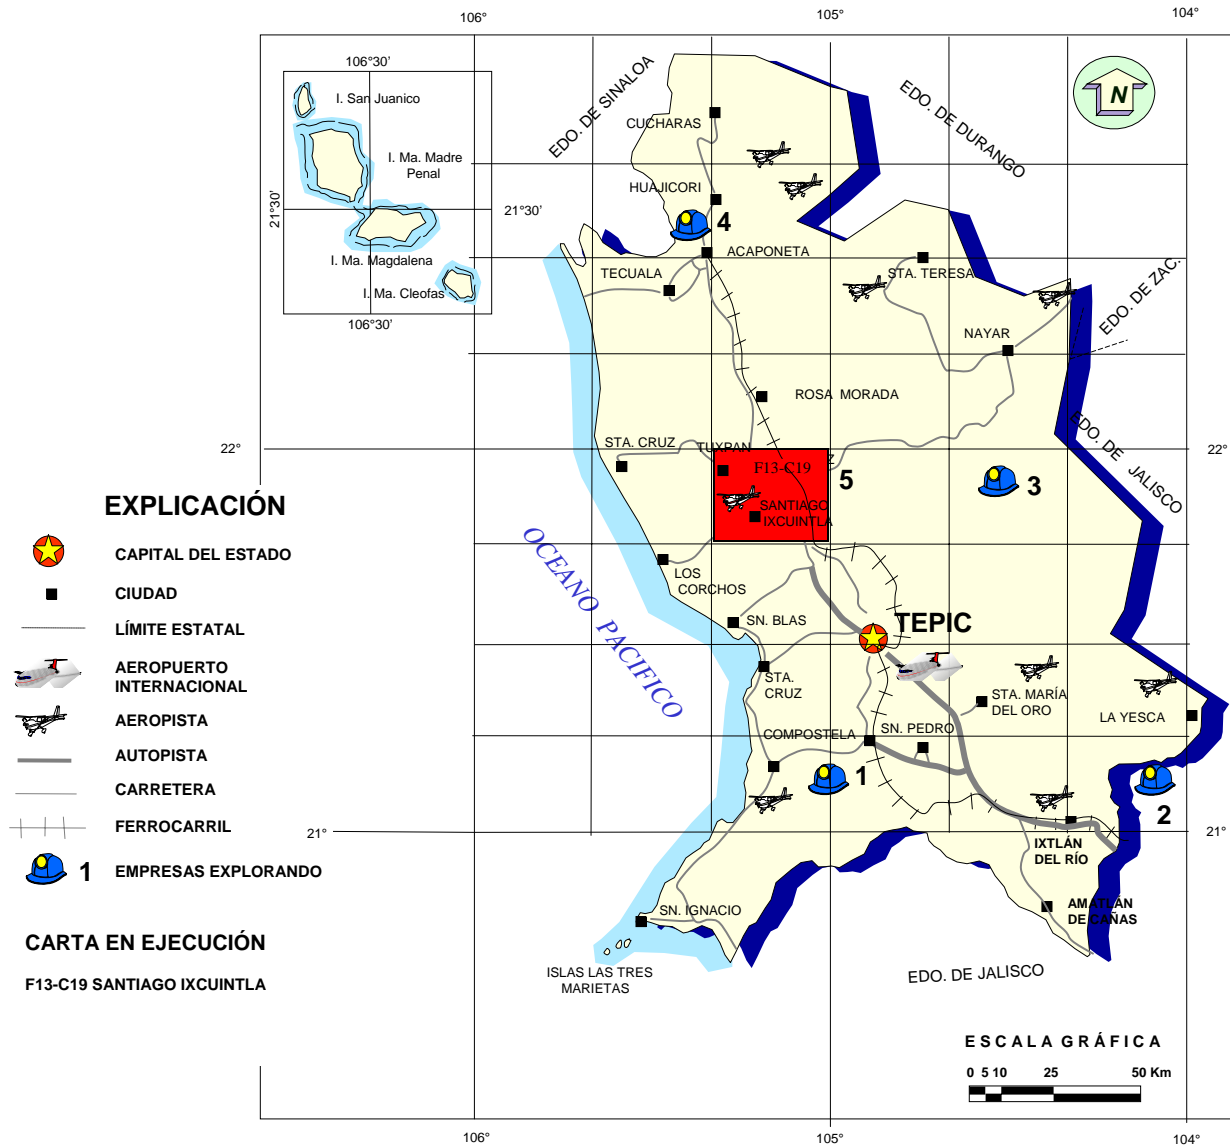 106°
105°
104°
106°30'
I. San Juanico
I. Ma. Madre
Penal
21°30'
21°30'
I. Ma. Magdalena
I. Ma. Cleofas
106°30'
EDO. DE SINALOA
EDO. DE DURANGO
N
CUCHARAS
HUAJICORI
4
ACAPONETA
TECUALA
STA. TERESA
EDO. DE ZAC.
NAYAR
ROSA MORADA
EDO. DE JALISCO
22°
STA. CRUZ
TUXPAN
22°
F13-C19
5
3
SANTIAGO
IXCUINTLA
OCEANO PACIFICO
LOS
CORCHOS
SN. BLAS
TEPIC
STA.
CRUZ
STA. MARÍA
DEL ORO
LA YESCA
COMPOSTELA
SN. PEDRO
1
2
21°
21°
IXTLÁN
DEL RÍO
SN. IGNACIO
AMATLÁN
DE CAÑAS
ISLAS LAS TRES
MARIETAS
EDO. DE JALISCO
EXPLICACIÓN
CAPITAL DEL ESTADO
CIUDAD
LÍMITE ESTATAL
AEROPUERTO
INTERNACIONAL
AEROPISTA
AUTOPISTA
CARRETERA
FERROCARRIL
1 EMPRESAS EXPLORANDO
CARTA EN EJECUCIÓN
F13-C19 SANTIAGO IXCUINTLA
ESCALA GRÁFICA
0 5 10 25 50 Km
106°
105°
104°